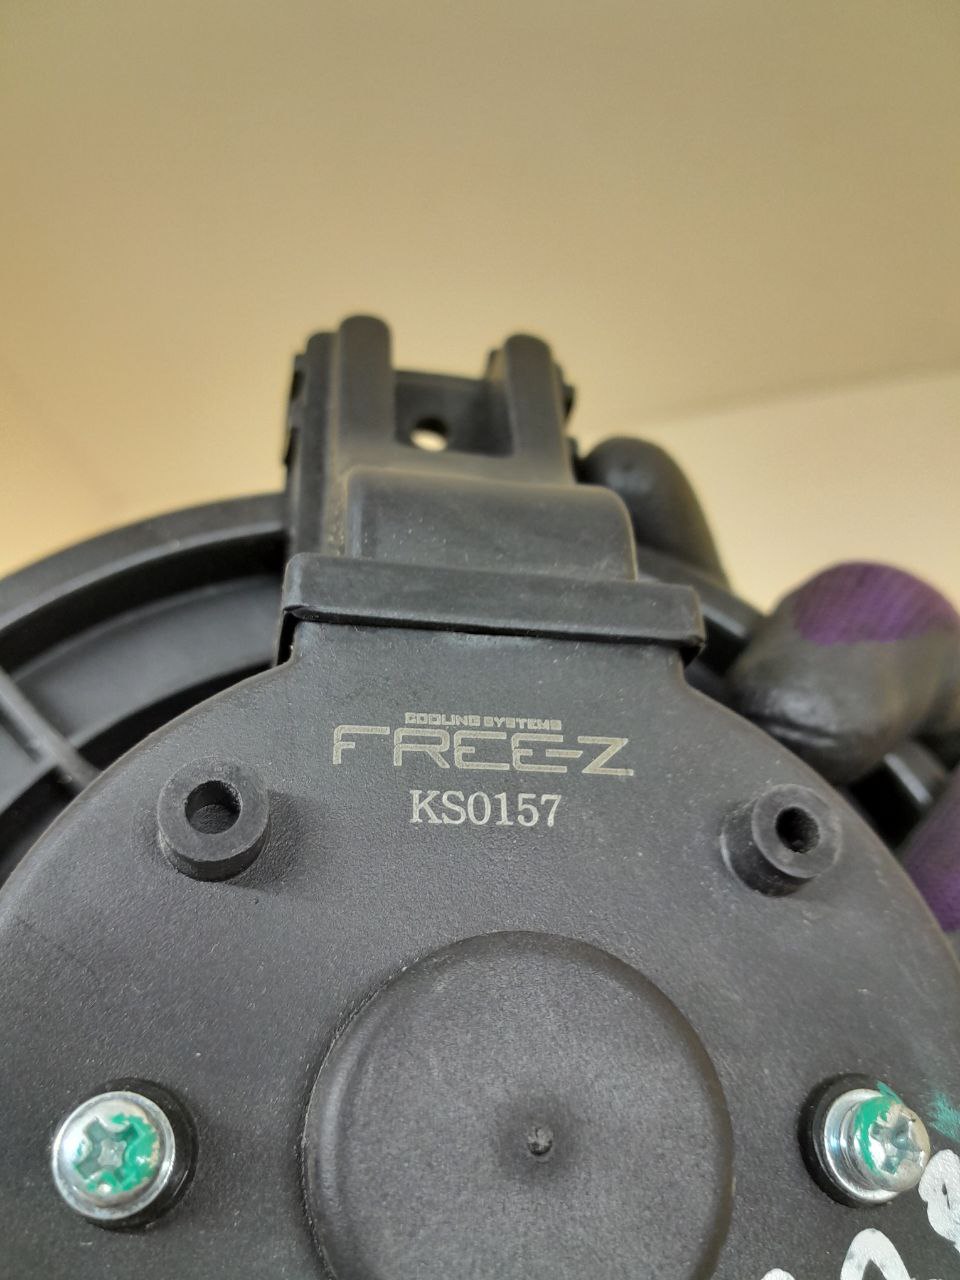 COOLING SYSTEMS
FREE-Z
KS0157